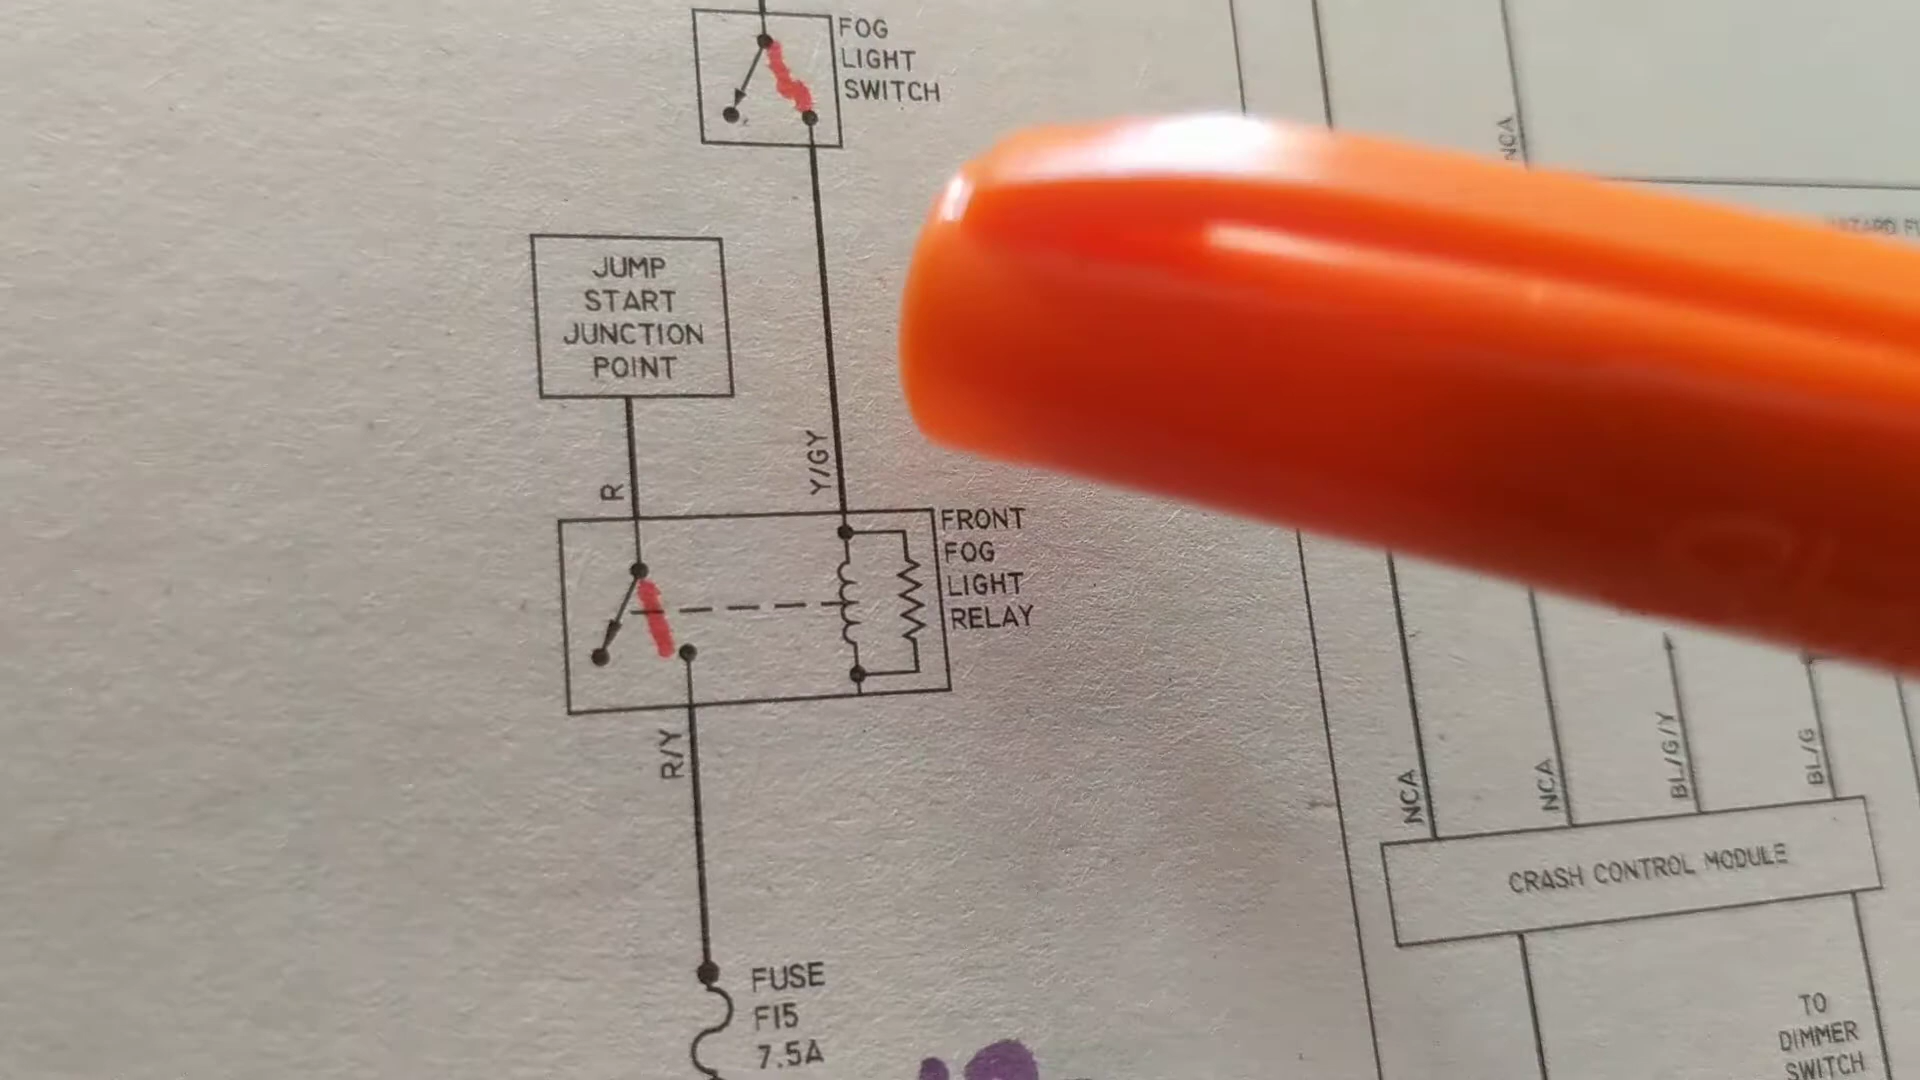 FOG
LIGHT
SWITCH
JUMP
START
JUNCTION
POINT
R
Y/GY
FRONT
FOG
LIGHT
RELAY
R/Y
FUSE
F15
7.5A
NCA
NCA
NCA
BL/G/Y
BL/G
CRASH CONTROL MODULE
TO
DIMMER
SWITCH